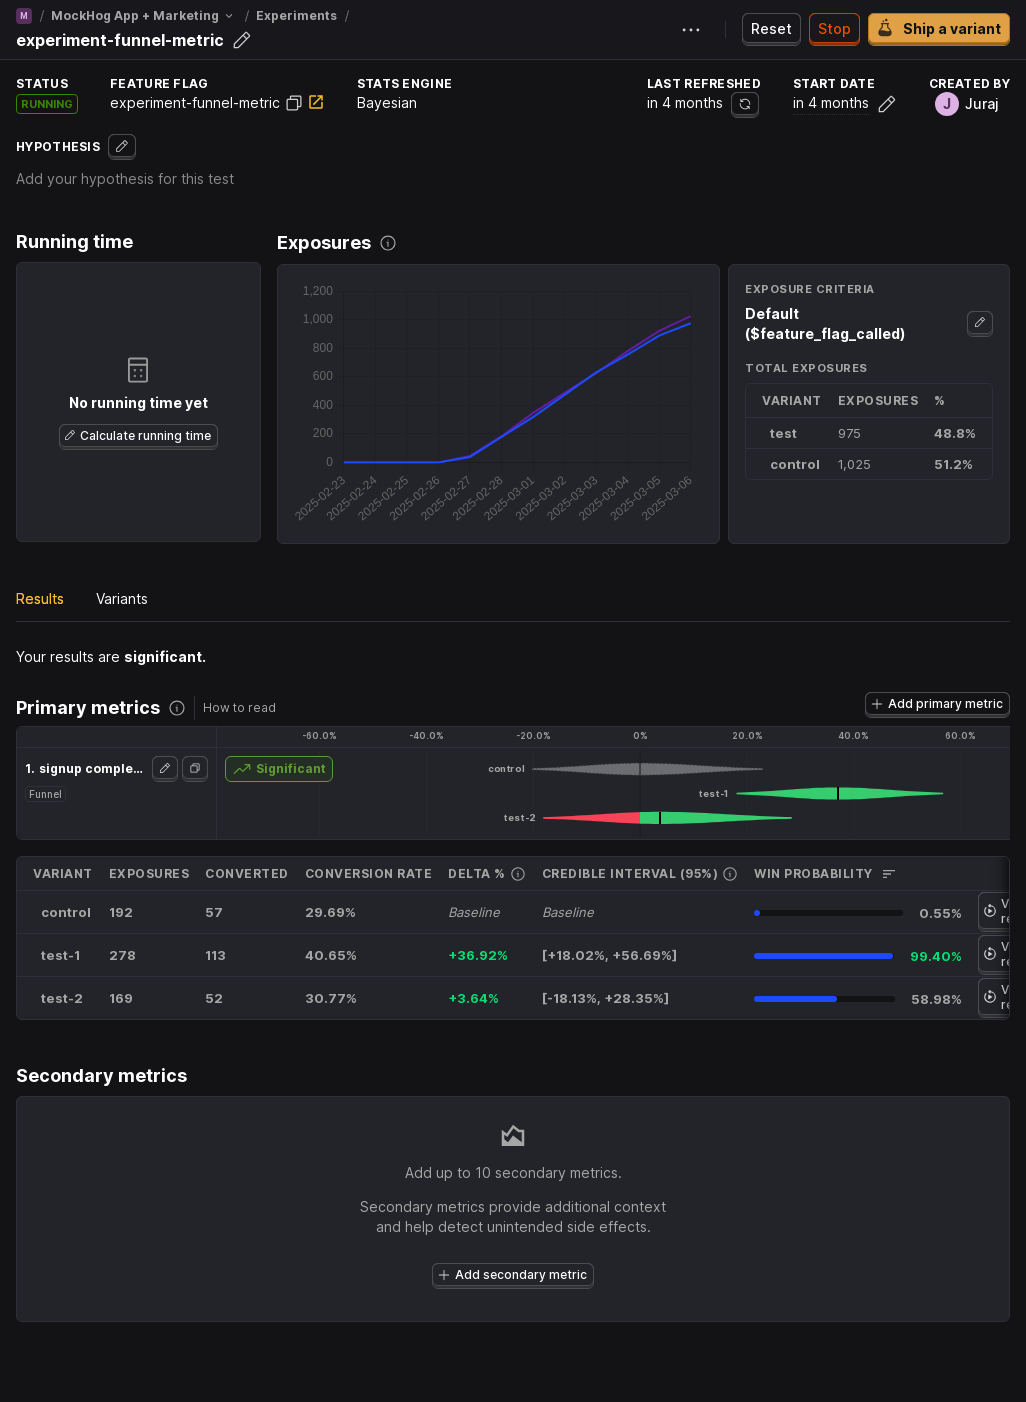 M / MockHog App + Marketing / Experiments /
experiment-funnel-metric
Reset Stop Ship a variant
STATUS FEATURE FLAG STATS ENGINE LAST REFRESHED START DATE CREATED BY
RUNNING experiment-funnel-metric Bayesian in 4 months in 4 months J Juraj
HYPOTHESIS
Add your hypothesis for this test
Running time
Exposures
No running time yet
Calculate running time
1,200
1,000
800
600
400
200
0
2025-02-23 2025-02-24 2025-02-25 2025-02-26 2025-02-27 2025-02-28 2025-03-01 2025-03-02 2025-03-03 2025-03-04 2025-03-05 2025-03-06
EXPOSURE CRITERIA
Default
($feature_flag_called)
TOTAL EXPOSURES
VARIANT EXPOSURES %
test 975 48.8%
control 1,025 51.2%
Results Variants
Your results are significant.
Primary metrics How to read Add primary metric
-60.0% -40.0% -20.0% 0% 20.0% 40.0% 60.0%
1. signup comple... Significant
Funnel
control
test-1
test-2
VARIANT EXPOSURES CONVERTED CONVERSION RATE DELTA % CREDIBLE INTERVAL (95%) WIN PROBABILITY
control 192 57 29.69% Baseline Baseline 0.55%
test-1 278 113 40.65% +36.92% [+18.02%, +56.69%] 99.40%
test-2 169 52 30.77% +3.64% [-18.13%, +28.35%] 58.98%
Secondary metrics
Add up to 10 secondary metrics.
Secondary metrics provide additional context
and help detect unintended side effects.
Add secondary metric